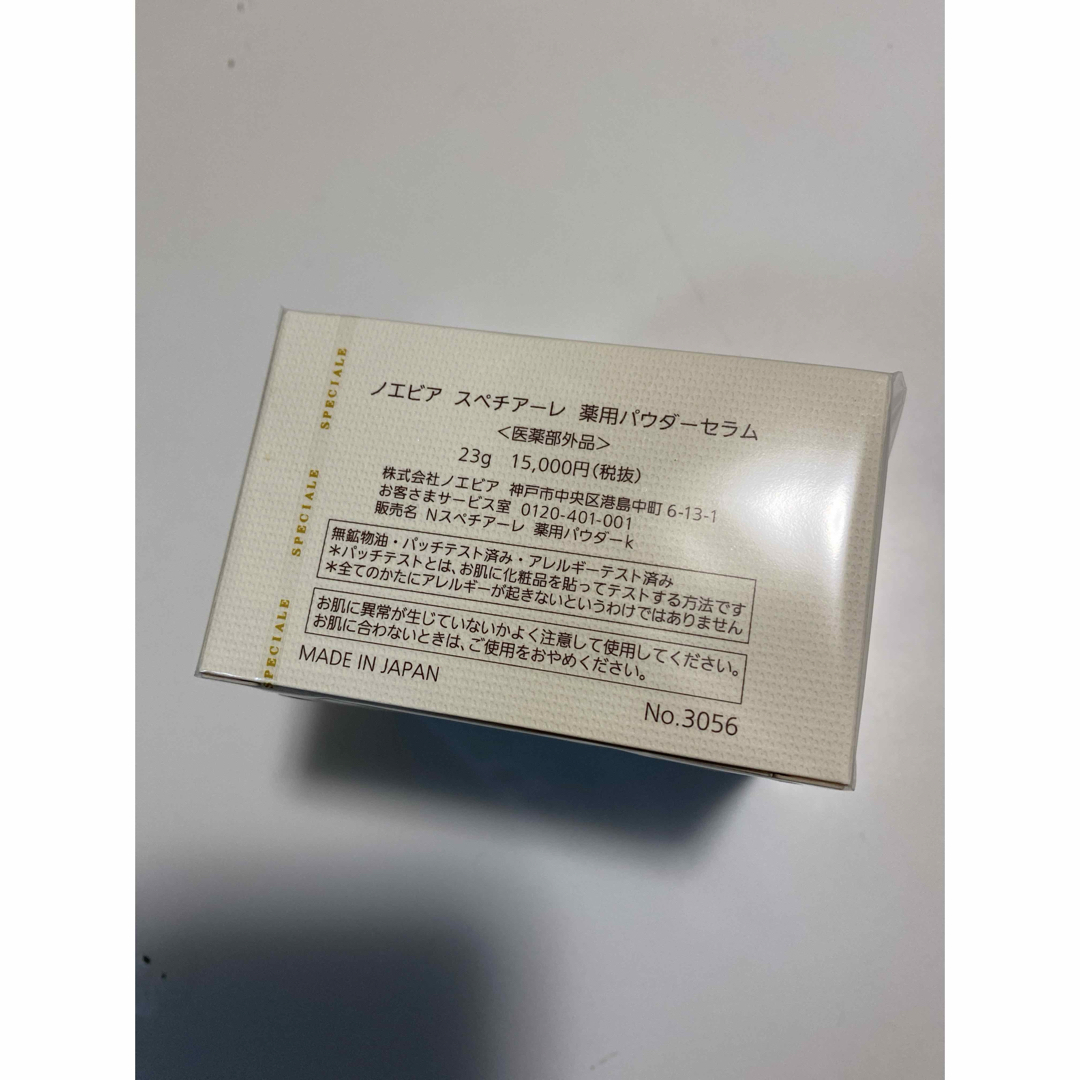 SPECIALE
SPECIALE
SPECIALE
ノエビア スペチアーレ 薬用パウダーセラム
<医薬部外品>
23g 15,000円(税抜)
株式会社ノエビア 神戸市中央区港島中町6-13-1
お客さまサービス室 0120-401-001
販売名 Nスペチアーレ 薬用パウダーk
無鉱物油・パッチテスト済み・アレルギーテスト済み
*パッチテストとは、お肌に化粧品を貼ってテストする方法です
*全てのかたにアレルギーが起きないというわけではありません
お肌に異常が生じていないかよく注意して使用してください。
お肌に合わないときは、ご使用をおやめください。
MADE IN JAPAN
No.3056